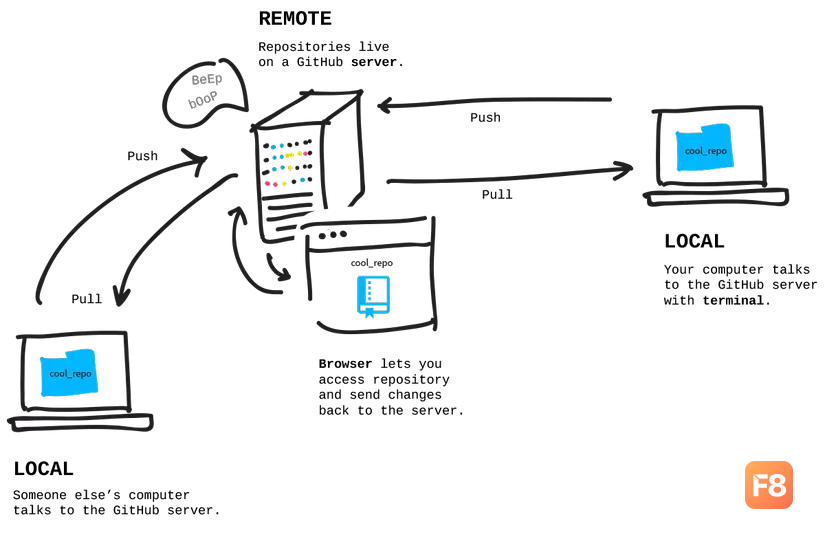 REMOTE
Repositories live
on a GitHub server.
BeEp
bOoP
Push
Pull
Push
Pull
cool_repo
LOCAL
Your computer talks
to the GitHub server
with terminal.
cool_repo
Browser lets you
access repository
and send changes
back to the server.
cool_repo
LOCAL
Someone else’s computer
talks to the GitHub server.
F8